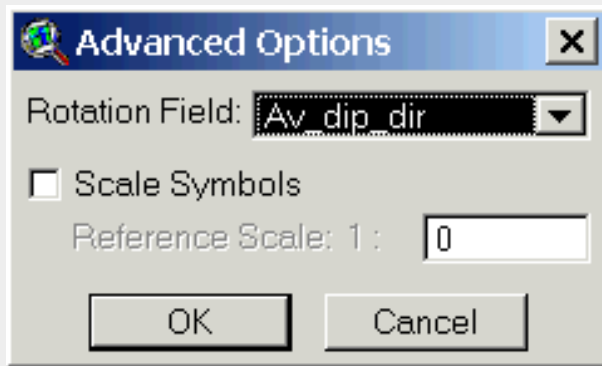 Advanced Options
Rotation Field: Av_dip_dir
Scale Symbols
Reference Scale: 1 : 0
OK Cancel